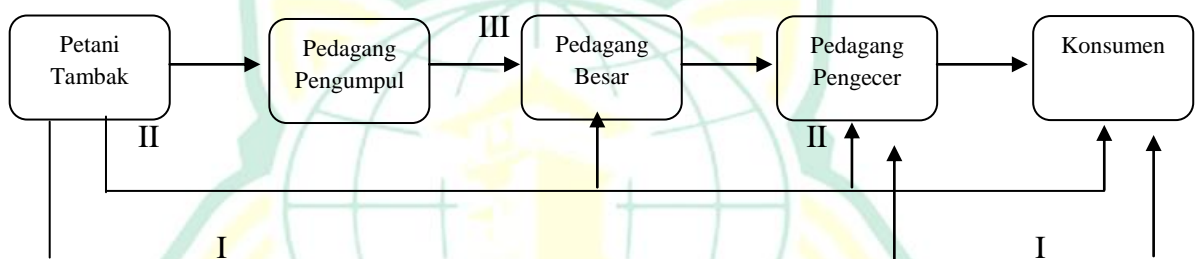 Petani
Tambak
Pedagang
Pengumpul
III
Pedagang
Besar
Pedagang
Pengecer
Konsumen
II
II
I
I